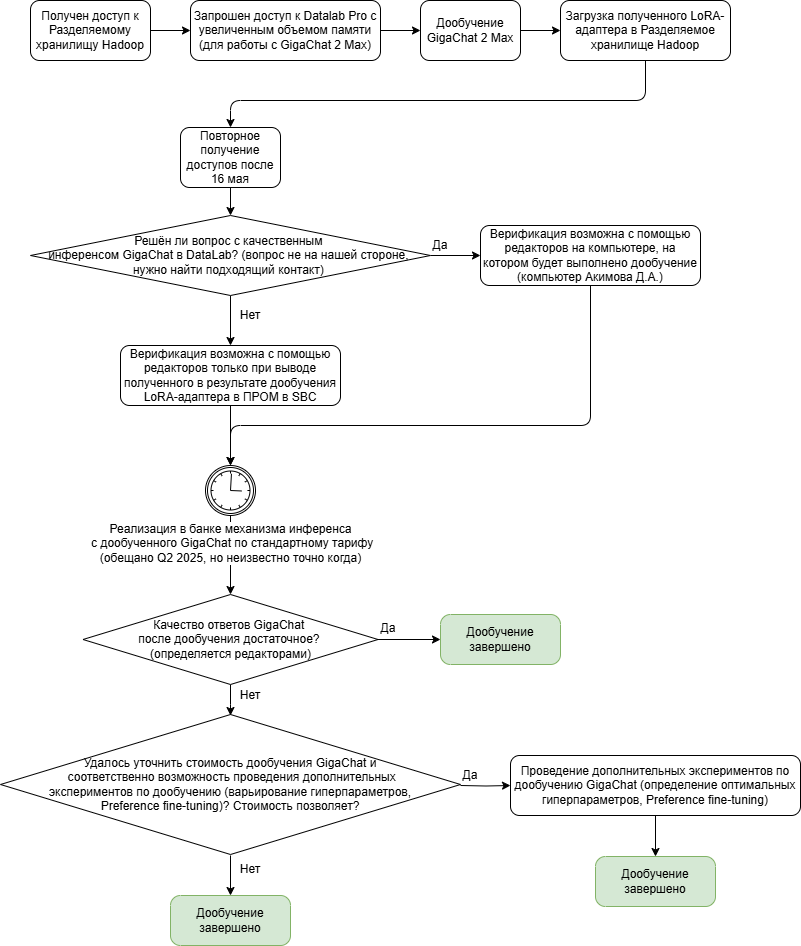 Получен доступ к
Разделяемому
хранилищу Hadoop
Запрошен доступ к Datalab Pro с
увеличенным объемом памяти
(для работы с GigaChat 2 Max)
Дообучение
GigaChat 2 Max
Загрузка полученного LoRA-
адаптера в Разделяемое
хранилище Hadoop
Повторное
получение
доступов после
16 мая
Решён ли вопрос с качественным
инференсом GigaChat в DataLab? (вопрос не на нашей стороне,
нужно найти подходящий контакт)
Да
Верификация возможна с помощью
редакторов на компьютере, на
котором будет выполнено дообучение
(компьютер Акимова Д.А.)
Нет
Верификация возможна с помощью
редакторов только при выводе
полученного в результате дообучения
LoRA-адаптера в ПРОМ в SBC
Реализация в банке механизма инференса
с дообученного GigaChat по стандартному тарифу
(обещано Q2 2025, но неизвестно точно когда)
Качество ответов GigaChat
после дообучения достаточное?
(определяется редакторами)
Да
Дообучение
завершено
Нет
Удалось уточнить стоимость дообучения GigaChat и
соответственно возможность проведения дополнительных
экспериментов по дообучению (варьирование гиперпараметров,
Preference fine-tuning)? Стоимость позволяет?
Да
Проведение дополнительных экспериментов по
дообучению GigaChat (определение оптимальных
гиперпараметров, Preference fine-tuning)
Нет
Дообучение
завершено
Дообучение
завершено